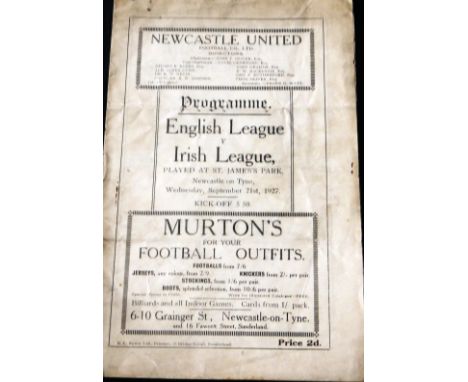 NEWCASTLE UNITED
FOOTBALL Co., LTD.
DIRECTORS
Programme.
English League
v
Irish League,
PLAYED AT ST. JAMES'S PARK,
Newcastle-on-Tyne,
Wednesday, September 21st, 1927.
KICK-OFF 5 30.
MURTON'S
FOR YOUR
FOOTBALL OUTFITS.
FOOTBALLS from 7/6
JERSEYS, any colour, from 2/9. KNICKERS from 2/- per pair.
STOCKINGS, from 1/6 per pair.
BOOTS, splendid selection, from 10/6 per pair.
Billiards and all Indoor Games. Cards from 1/- pack.
6-10 Grainger St., Newcastle-on-Tyne.
and 16 Fawcett Street, Sunderland.
Price 2d.